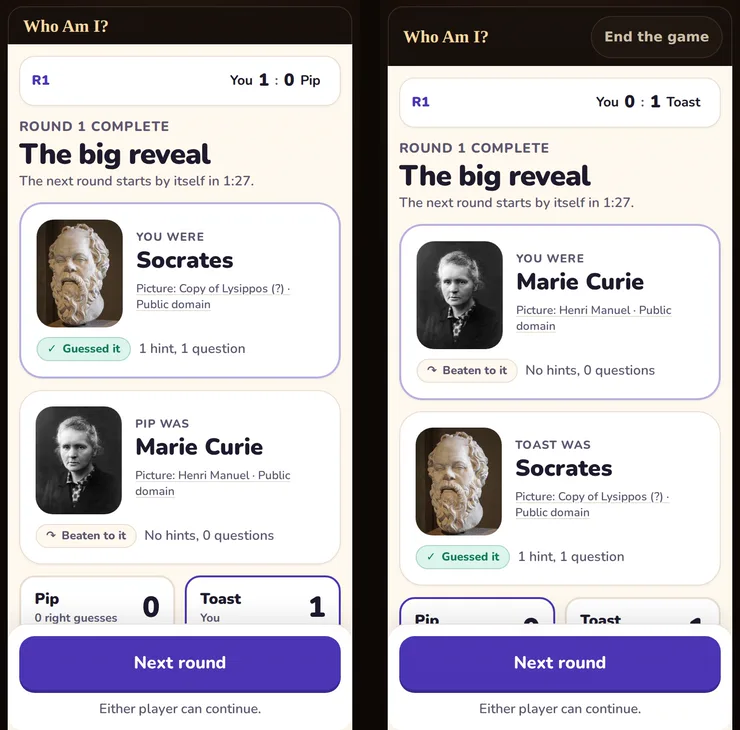 Who Am I?
R1
You 1 : 0 Pip
ROUND 1 COMPLETE
The big reveal
The next round starts by itself in 1:27.
YOU WERE
Socrates
Picture: Copy of Lysippos (?) ·
Public domain
✓ Guessed it 1 hint, 1 question
PIP WAS
Marie Curie
Picture: Henri Manuel · Public
domain
↷ Beaten to it No hints, 0 questions
Pip
0 right guesses
0
Toast
You
1
Next round
Either player can continue.
Who Am I?
End the game
R1
You 0 : 1 Toast
ROUND 1 COMPLETE
The big reveal
The next round starts by itself in 1:27.
YOU WERE
Marie Curie
Picture: Henri Manuel · Public
domain
↷ Beaten to it No hints, 0 questions
TOAST WAS
Socrates
Picture: Copy of Lysippos (?) ·
Public domain
✓ Guessed it 1 hint, 1 question
Pip
Toast
Next round
Either player can continue.